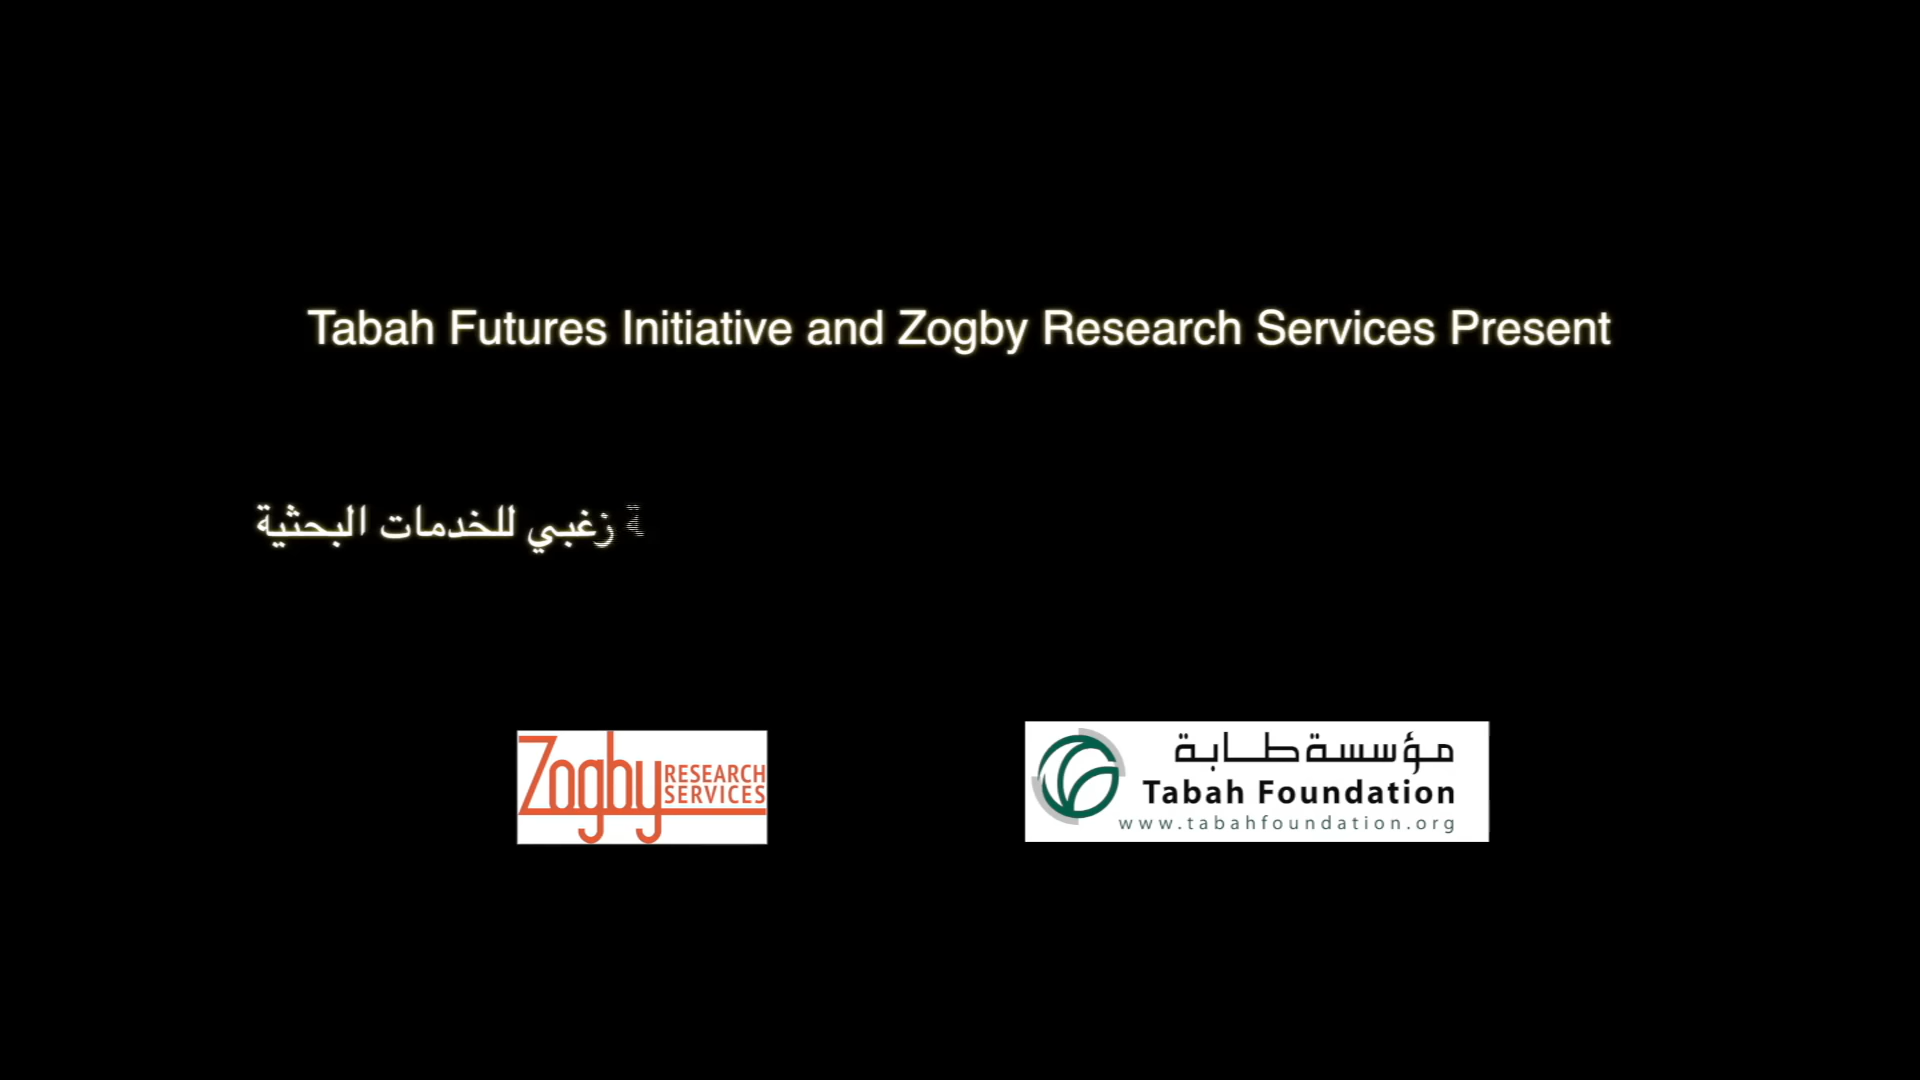 Tabah Futures Initiative and Zogby Research Services Present
زغبي للخدمات البحثية
Zogby RESEARCH SERVICES
مؤسسة طابة
Tabah Foundation
www.tabahfoundation.org